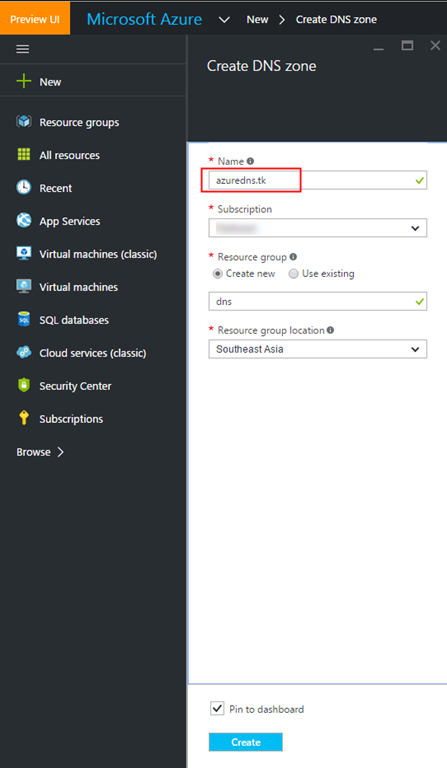 Preview UI Microsoft Azure New Create DNS zone
Create DNS zone
New
Resource groups
All resources
Recent
App Services
Virtual machines (classic)
Virtual machines
SQL databases
Cloud services (classic)
Security Center
Subscriptions
Browse
* Name
azuredns.tk
* Subscription
* Resource group
Create new Use existing
dns
* Resource group location
Southeast Asia
Pin to dashboard
Create